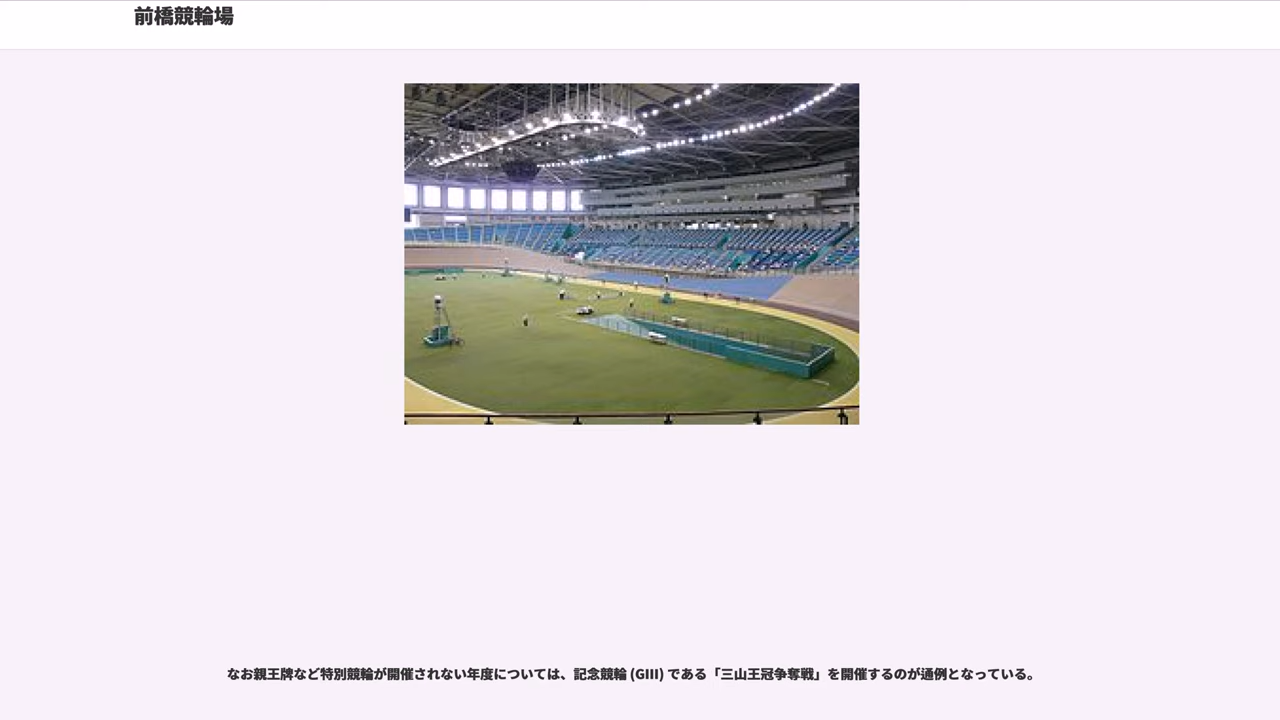 前橋競輪場
なお親王牌など特別競輪が開催されない年度については、記念競輪 (GIII) である「三山王冠争奪戦」を開催するのが通例となっている。